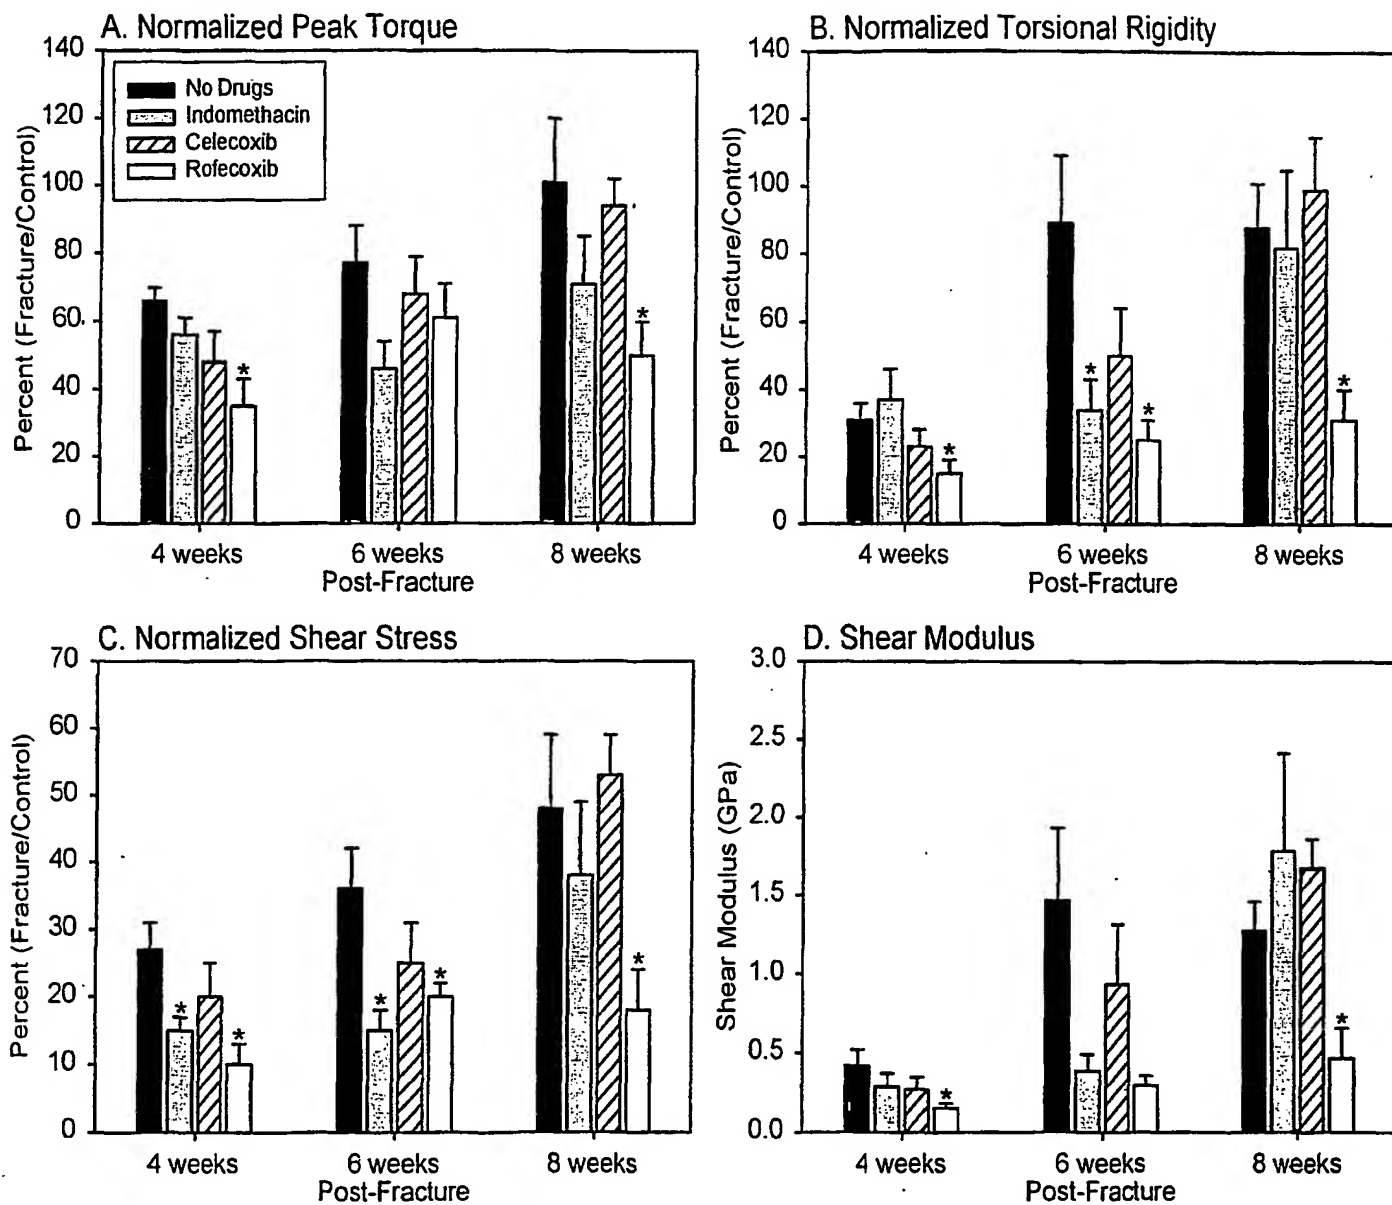 A. Normalized Peak Torque
140
120
100
80
60
40
20
0
Percent (Fracture/Control)
No Drugs
Indomethacin
Celecoxib
Rofecoxib
*
*
4 weeks
6 weeks
8 weeks
Post-Fracture
B. Normalized Torsional Rigidity
140
120
100
80
60
40
20
0
Percent (Fracture/Control)
*
*
*
*
4 weeks
6 weeks
8 weeks
Post-Fracture
C. Normalized Shear Stress
70
60
50
40
30
20
10
0
Percent (Fracture/Control)
*
*
*
*
*
4 weeks
6 weeks
8 weeks
Post-Fracture
D. Shear Modulus
3.0
2.5
2.0
1.5
1.0
0.5
0.0
Shear Modulus (GPa)
*
*
4 weeks
6 weeks
8 weeks
Post-Fracture